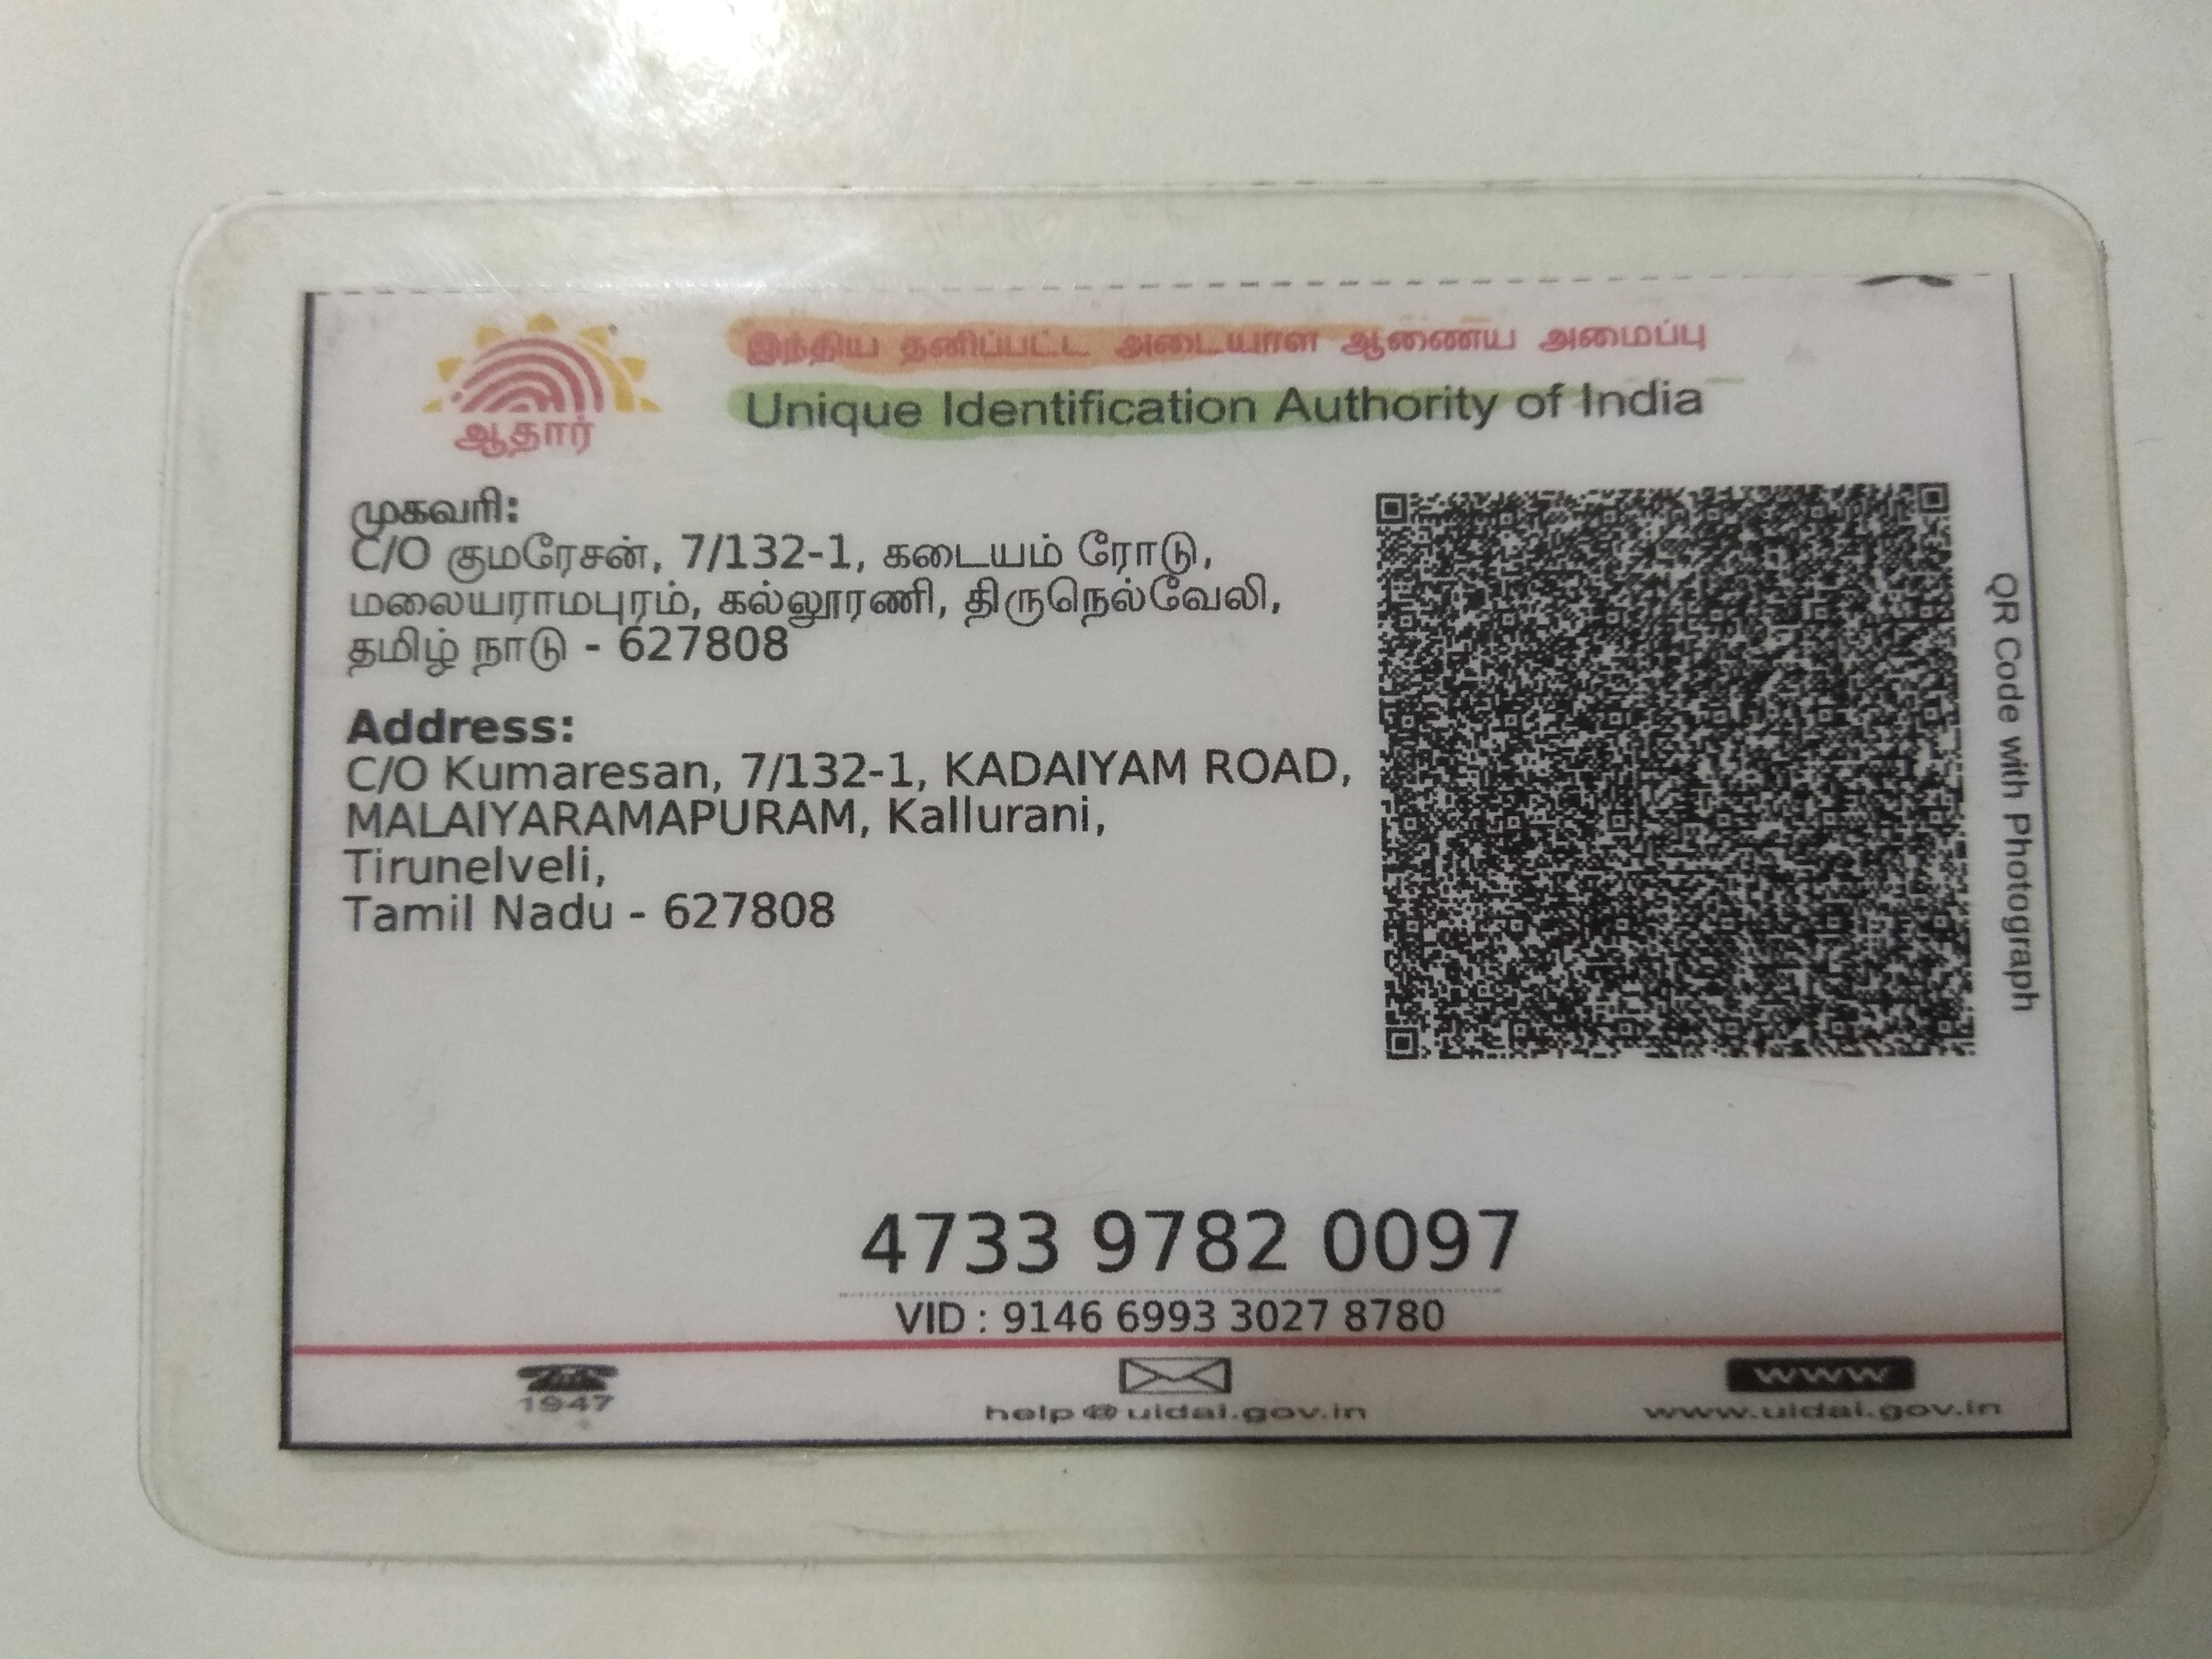 இந்திய தனிப்பட்ட அடையாள ஆணைய அமைப்பு
Unique Identification Authority of India
ஆதார்
முகவரி:
C/O குமரேசன், 7/132-1, கடையம் ரோடு,
மலையராமபுரம், கல்லூரணி, திருநெல்வேலி,
தமிழ் நாடு - 627808
Address:
C/O Kumaresan, 7/132-1, KADAIYAM ROAD,
MALAIYARAMAPURAM, Kallurani,
Tirunelveli,
Tamil Nadu - 627808
QR Code with Photograph
4733 9782 0097
VID : 9146 6993 3027 8780
1947
help@uidai.gov.in
www
www.uidai.gov.in